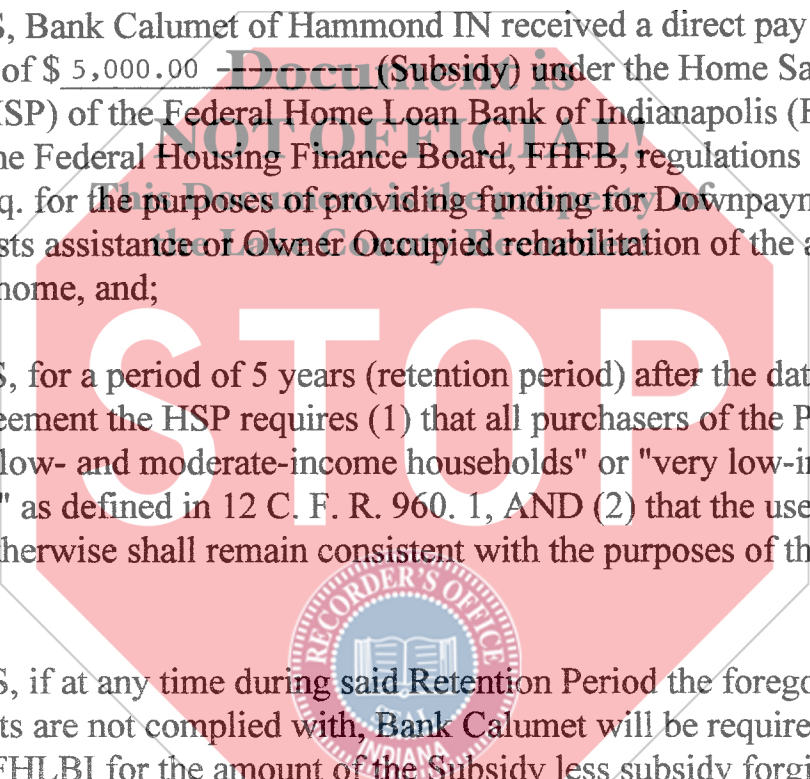 S, Bank Calumet of Hammond IN received a direct pay
of $ 5,000.00 (Subsidy) under the Home Sa
ISP) of the Federal Home Loan Bank of Indianapolis (F
ne Federal Housing Finance Board, FHFB, regulations
q. for the purposes of providing funding for Downpaym
sts assistance or Owner Occupied rehabilitation of the a
home, and;
Document is
NOT OFFICIAL!
This Document is the property of
the Lake County Recorder!
STOP
S, for a period of 5 years (retention period) after the dat
eement the HSP requires (1) that all purchasers of the P
low- and moderate-income households" or "very low-in
" as defined in 12 C. F. R. 960. 1, AND (2) that the use
herwise shall remain consistent with the purposes of th
RECORDER'S OFFICE
SEAL
INDIANA
S, if at any time during said Retention Period the forego
ts are not complied with, Bank Calumet will be require
FHLBI for the amount of the Subsidy less subsidy forgi